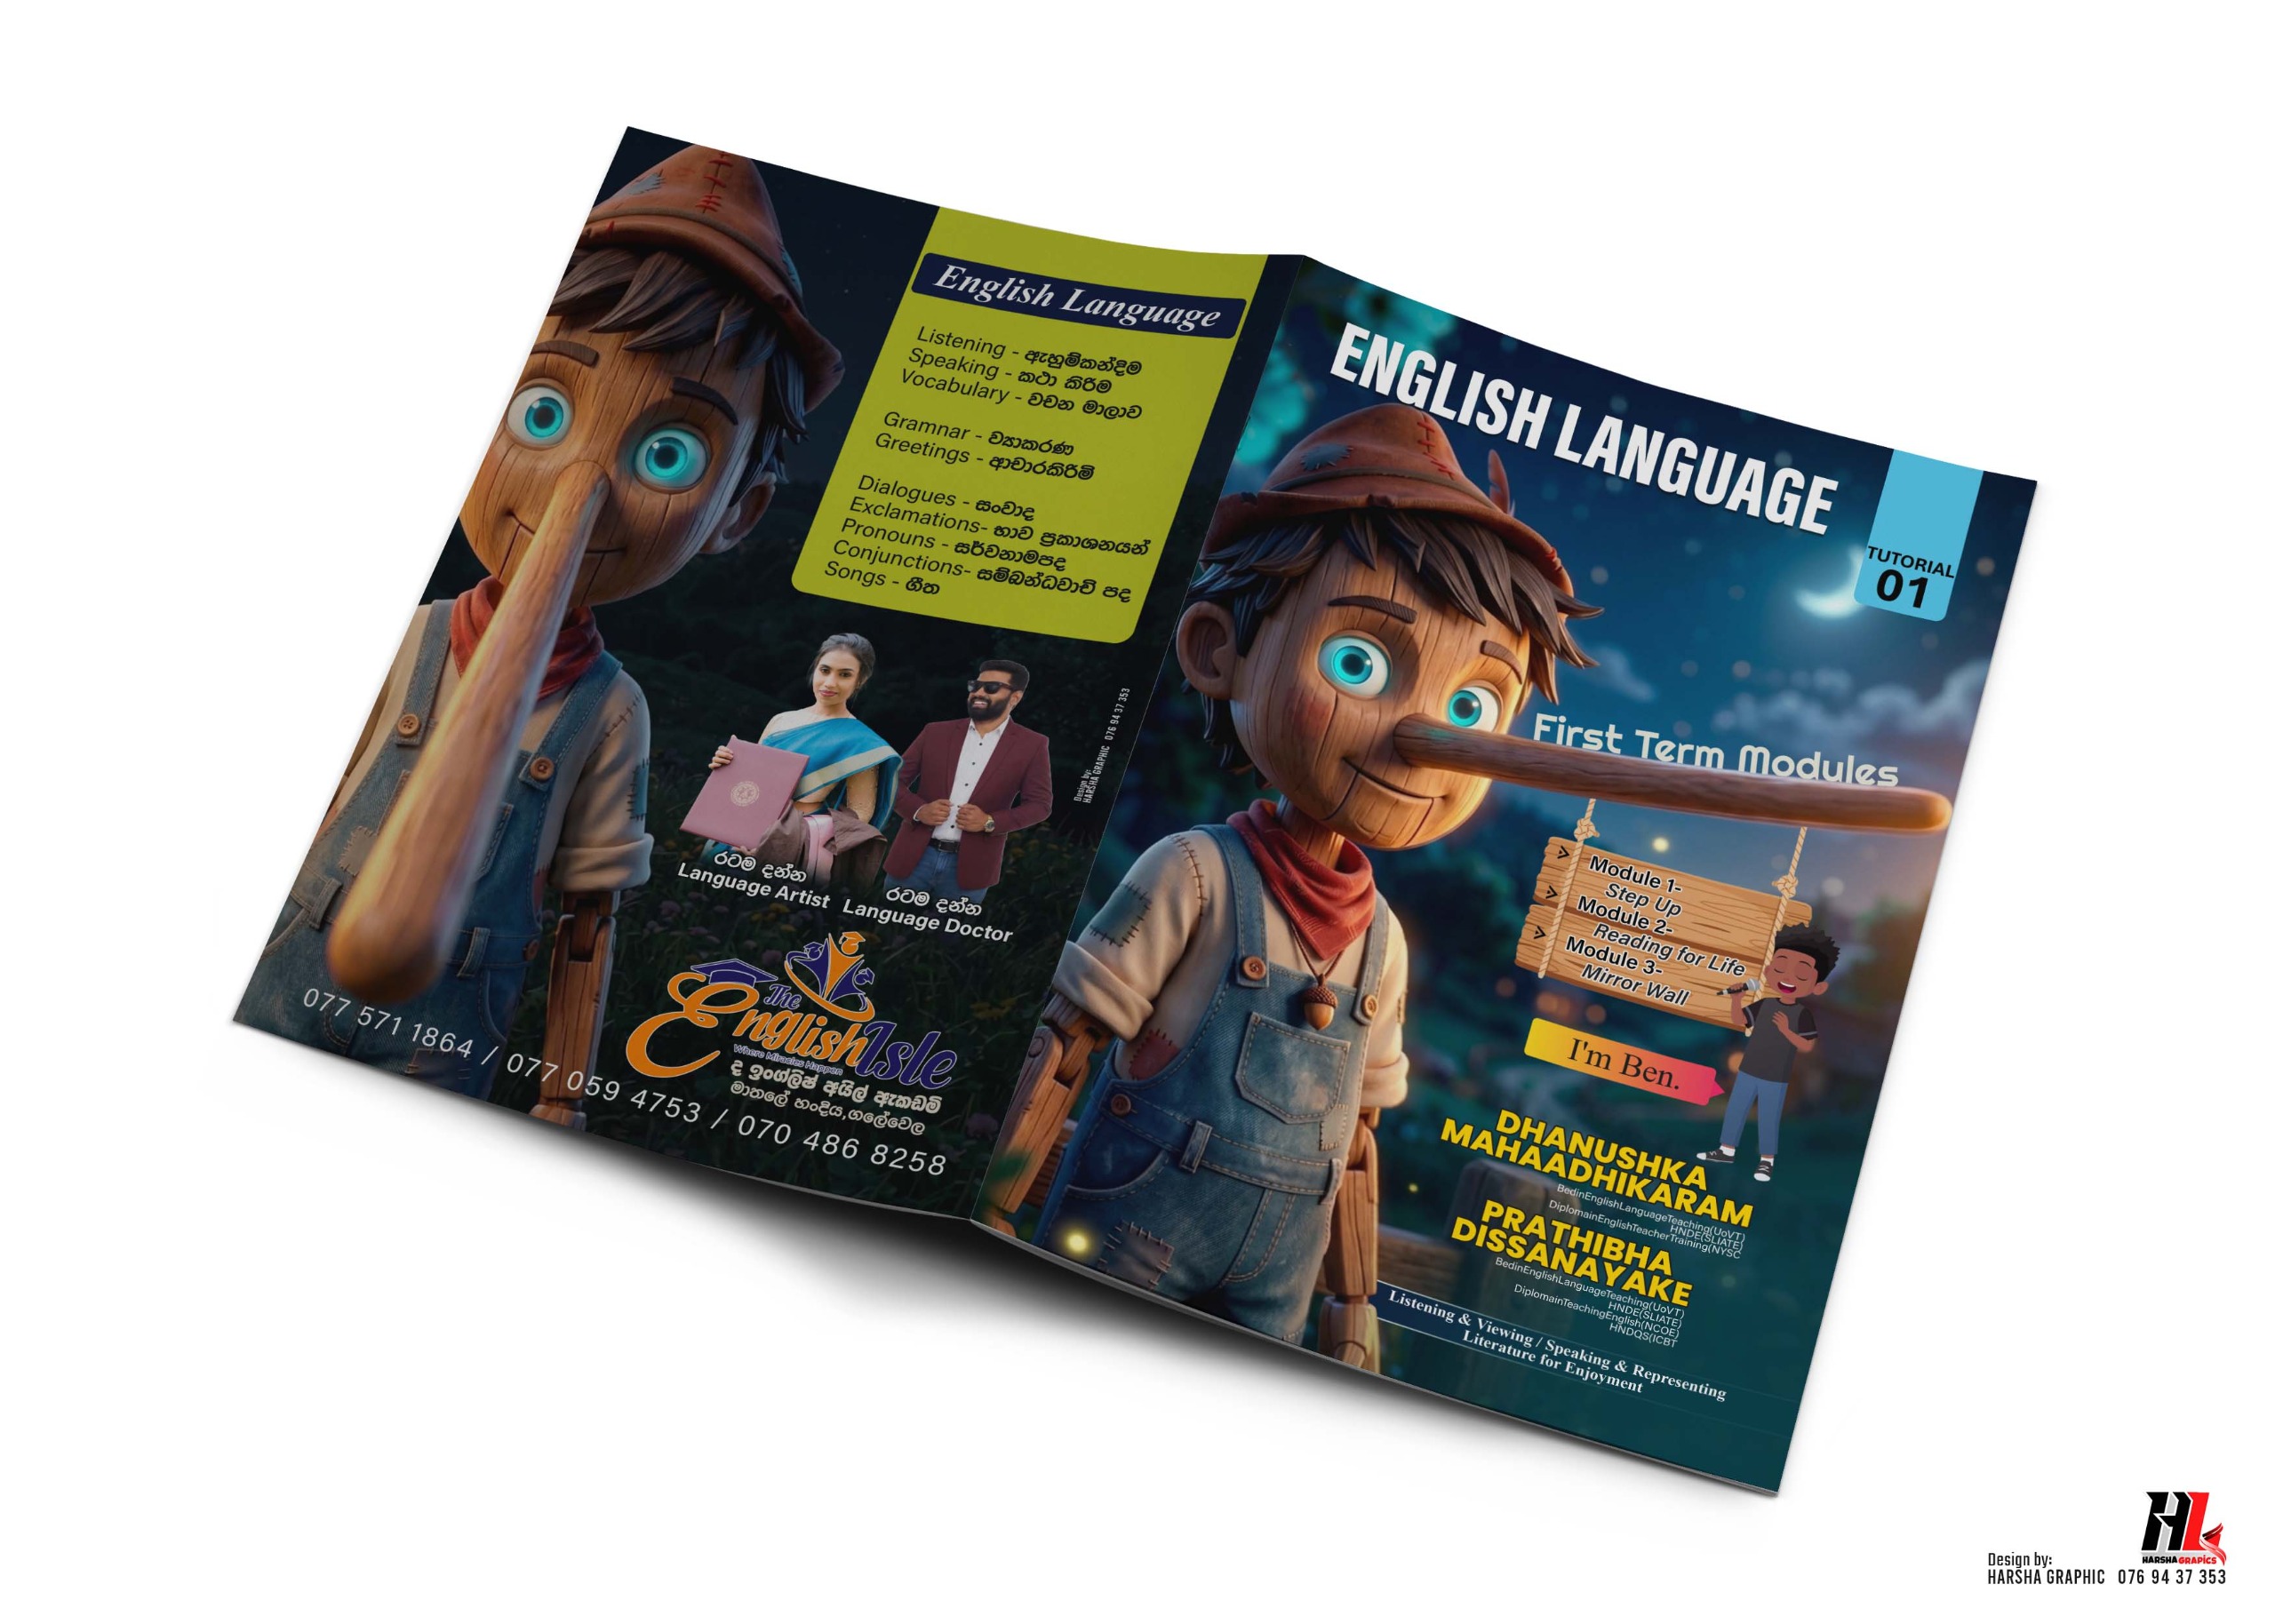 English Language
Listening - ඇහුම්කන්දිම
Speaking - කථා කිරිම
Vocabulary - වචන මාලාව
Gramnar - ව්‍යාකරණ
Greetings - ආචාරකිරිම්
Dialogues - සංවාද
Exclamations- භාව ප්‍රකාශනයන්
Pronouns - සර්වනාමපද
Conjunctions- සම්බන්ධවාචි පද
Songs - ගීත
රටම දන්න
Language Artist
රටම දන්න
Language Doctor
Design by:
HARSHA GRAPHIC 076 94 37 353
The
English Isle
Where Miracles Happen
ද ඉංග්ලිෂ් අයිල් ඇකඩමි
මාතලේ හංදිය,ගලේවෙල
077 571 1864 / 077 059 4753 / 070 486 8258
ENGLISH LANGUAGE
TUTORIAL
01
First Term Modules
Module 1-
Step Up
Module 2-
Reading for Life
Module 3-
Mirror Wall
I'm Ben.
DHANUSHKA
MAHAADHIKARAM
BedinEnglishLanguageTeaching(UoVT)
HNDE(SLIATE)
DiplomainEnglishTeacherTraining(NYSC
PRATHIBHA
DISSANAYAKE
BedinEnglishLanguageTeaching(UoVT)
HNDE(SLIATE)
DiplomainTeachingEnglish(NCOE)
HNDQS(ICBT
Listening & Viewing / Speaking & Representing
Literature for Enjoyment
HL
HARSHA GRAPICS
Design by:
HARSHA GRAPHIC 076 94 37 353